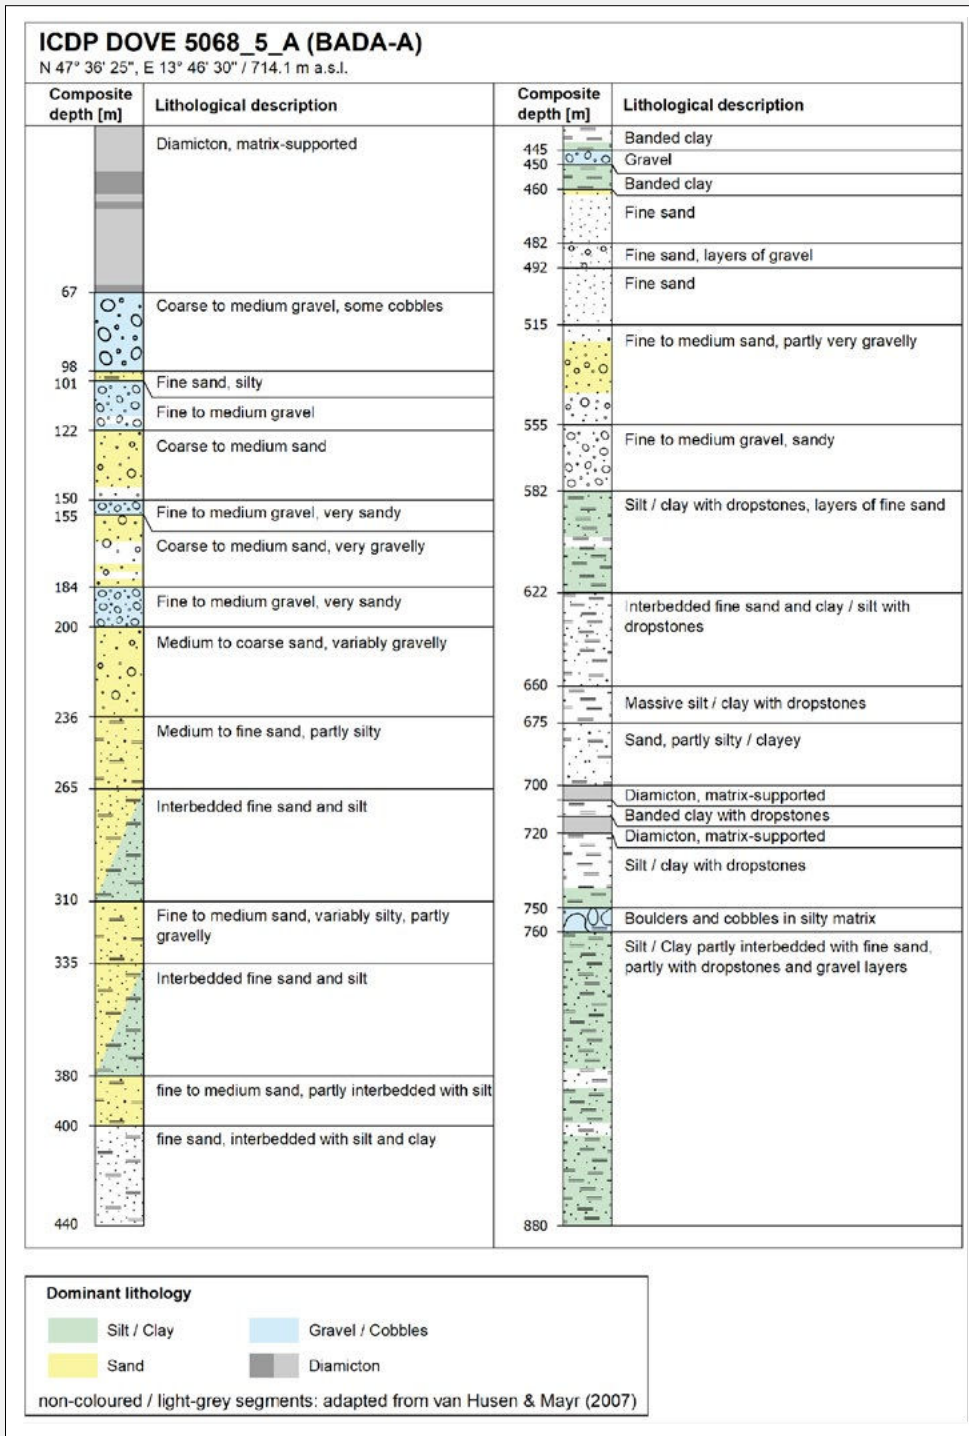 ICDP DOVE 5068_5_A (BADA-A)
N 47° 36' 25", E 13° 46' 30" / 714.1 m a.s.l.
Composite
depth [m]
Lithological description
Diamicton, matrix-supported
67
Coarse to medium gravel, some cobbles
98
101
Fine sand, silty
Fine to medium gravel
122
Coarse to medium sand
150
155
Fine to medium gravel, very sandy
Coarse to medium sand, very gravelly
184
Fine to medium gravel, very sandy
200
Medium to coarse sand, variably gravelly
236
Medium to fine sand, partly silty
265
Interbedded fine sand and silt
310
Fine to medium sand, variably silty, partly
gravelly
335
Interbedded fine sand and silt
380
fine to medium sand, partly interbedded with silt
400
fine sand, interbedded with silt and clay
440
Composite
depth [m]
Lithological description
Banded clay
445
Gravel
450
Banded clay
460
Fine sand
482
Fine sand, layers of gravel
492
Fine sand
515
Fine to medium sand, partly very gravelly
555
Fine to medium gravel, sandy
582
Silt / clay with dropstones, layers of fine sand
622
Interbedded fine sand and clay / silt with
dropstones
660
Massive silt / clay with dropstones
675
Sand, partly silty / clayey
700
Diamicton, matrix-supported
Banded clay with dropstones
720
Diamicton, matrix-supported
Silt / clay with dropstones
750
Boulders and cobbles in silty matrix
760
Silt / Clay partly interbedded with fine sand,
partly with dropstones and gravel layers
880
Dominant lithology
Silt / Clay
Gravel / Cobbles
Sand
Diamicton
non-coloured / light-grey segments: adapted from van Husen & Mayr (2007)